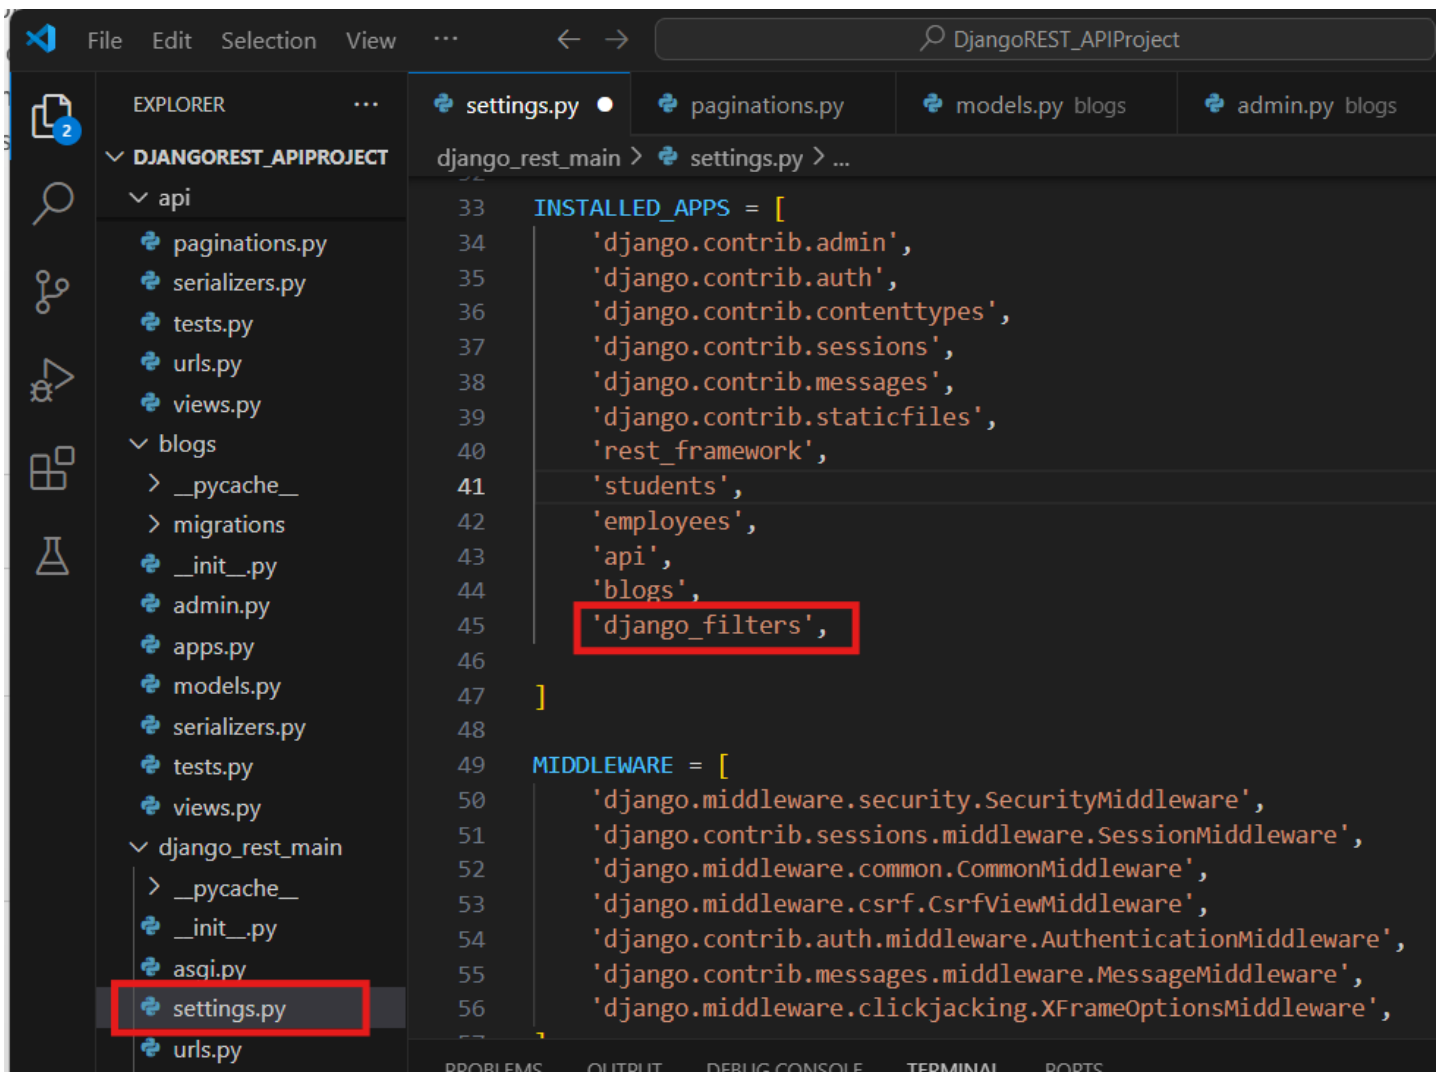 File Edit Selection View ... DjangoREST_APIProject
EXPLORER ...
settings.py paginations.py models.py blogs admin.py blogs
2
DJANGOREST_APIPROJECT
django_rest_main > settings.py > ...
api
paginations.py
serializers.py
tests.py
urls.py
views.py
blogs
__pycache__
migrations
__init__.py
admin.py
apps.py
models.py
serializers.py
tests.py
views.py
django_rest_main
__pycache__
__init__.py
asgi.py
settings.py
urls.py
32
33 INSTALLED_APPS = [
34 'django.contrib.admin',
35 'django.contrib.auth',
36 'django.contrib.contenttypes',
37 'django.contrib.sessions',
38 'django.contrib.messages',
39 'django.contrib.staticfiles',
40 'rest_framework',
41 'students',
42 'employees',
43 'api',
44 'blogs',
45 'django_filters',
46
47 ]
48
49 MIDDLEWARE = [
50 'django.middleware.security.SecurityMiddleware',
51 'django.contrib.sessions.middleware.SessionMiddleware',
52 'django.middleware.common.CommonMiddleware',
53 'django.middleware.csrf.CsrfViewMiddleware',
54 'django.contrib.auth.middleware.AuthenticationMiddleware',
55 'django.contrib.messages.middleware.MessageMiddleware',
56 'django.middleware.clickjacking.XFrameOptionsMiddleware',
57 ]
PROBLEMS OUTPUT DEBUG CONSOLE TERMINAL PORTS